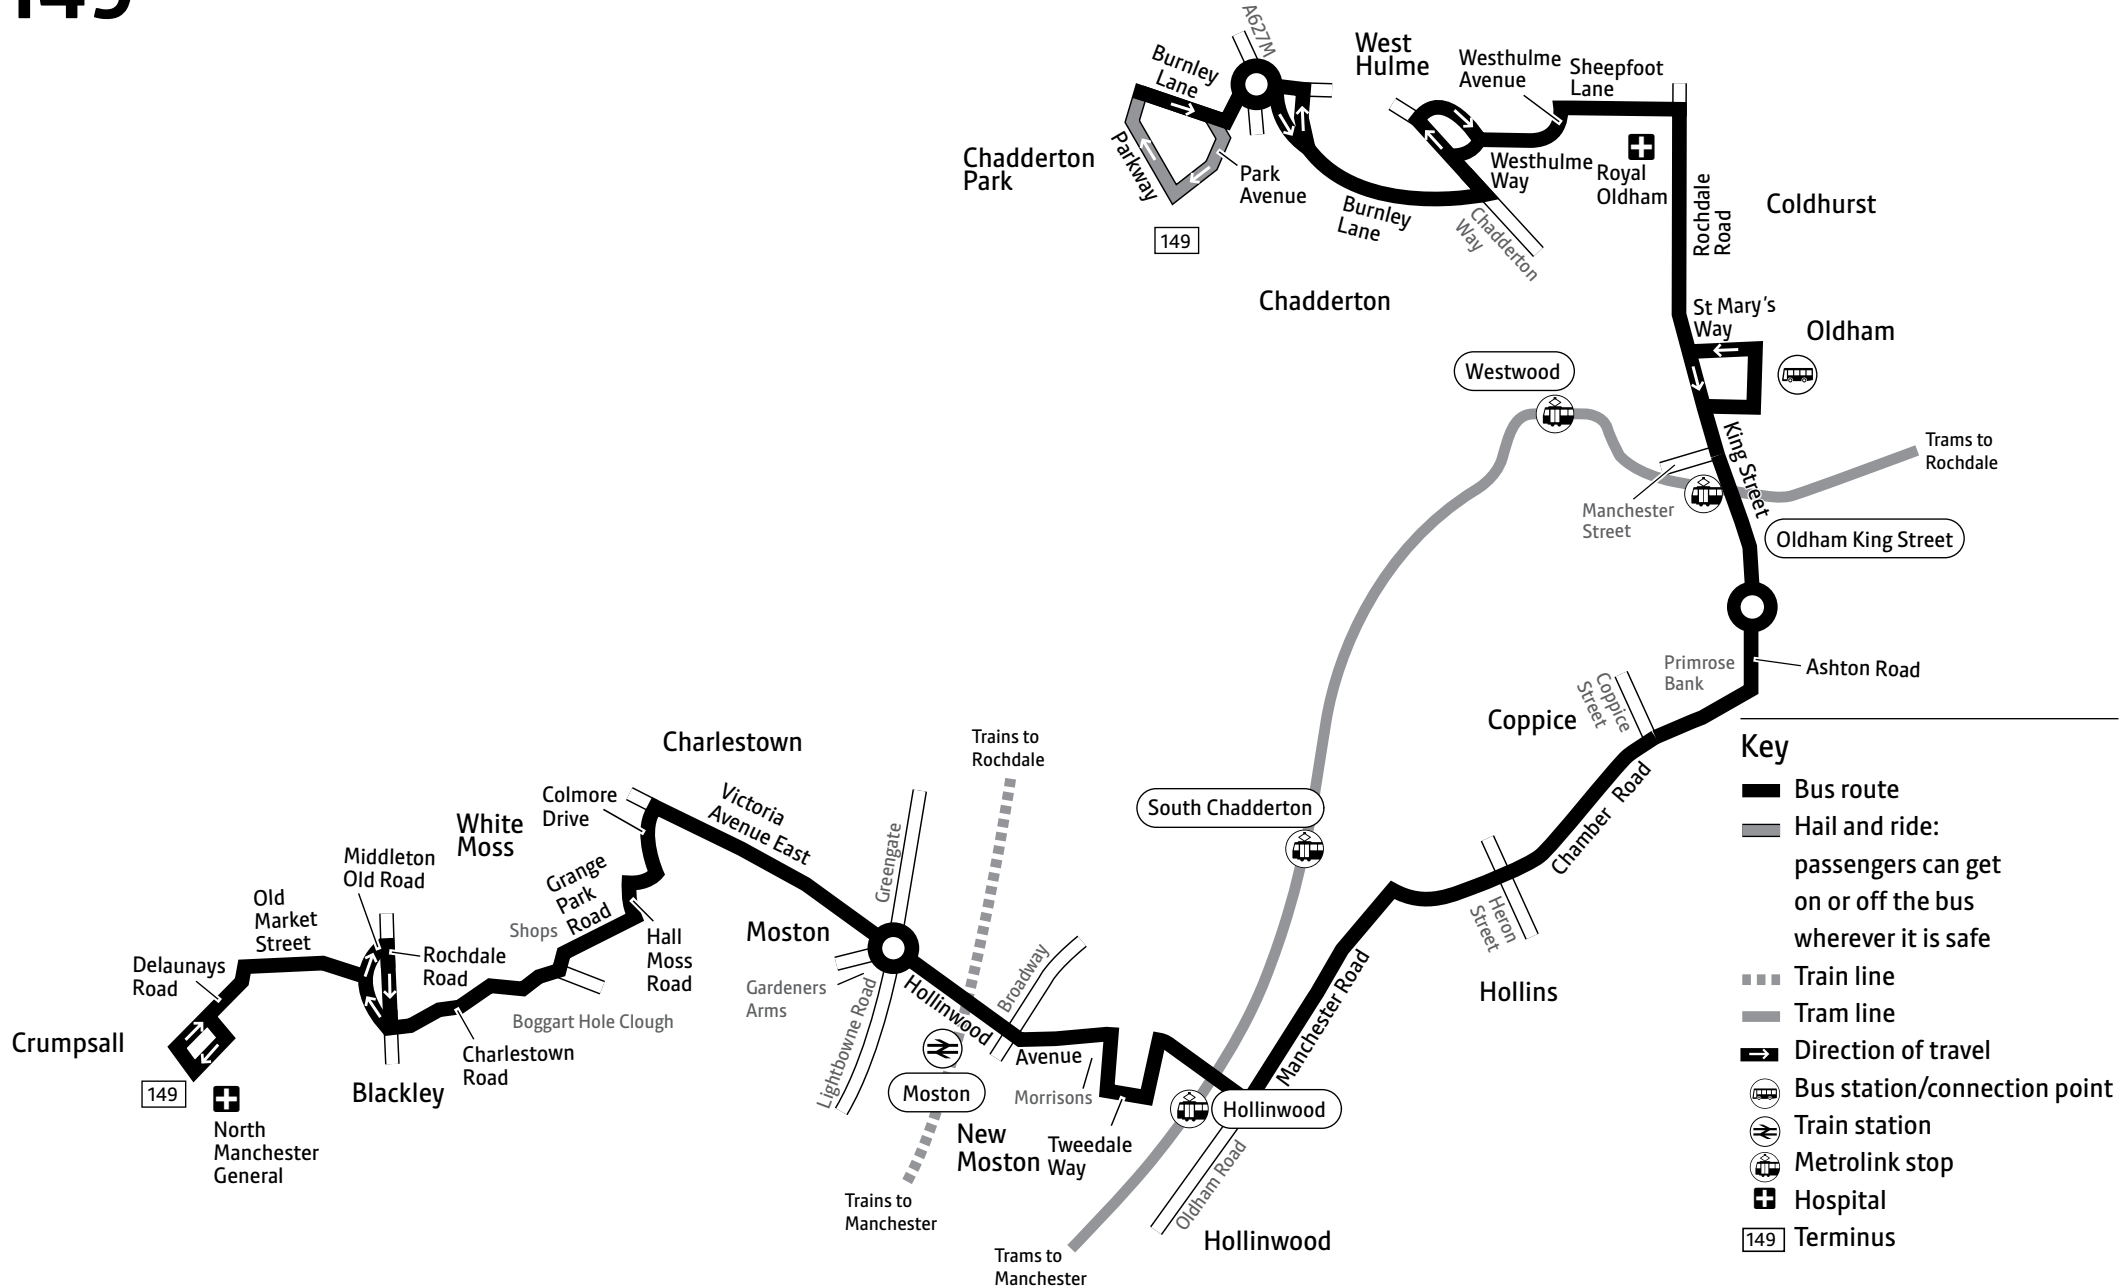 149
A627M
Burnley
Lane
West
Hulme
Westhulme
Avenue
Sheepfoot
Lane
Chadderton
Park
Parkway
Park
Avenue
149
Burnley
Lane
Chadderton
Way
Westhulme
Way
Royal
Oldham
Rochdale
Road
Coldhurst
Chadderton
St Mary's
Way
Oldham
Westwood
King Street
Trams to
Rochdale
Manchester
Street
Oldham King Street
Primrose
Bank
Ashton Road
Coppice
Street
Coppice
Chamber Road
South Chadderton
Heron
Street
Hollins
Manchester Road
Charlestown
Trains to
Rochdale
Victoria
Avenue East
Colmore
Drive
White
Moss
Middleton
Old Road
Grange
Park
Road
Greengate
Old
Market
Street
Shops
Moston
Hall
Moss
Road
Rochdale
Road
Delaunays
Road
Gardeners
Arms
Broadway
Hollinwood
Avenue
Lightbowne Road
Crumpsall
Boggart Hole Clough
Charlestown
Road
Blackley
149
North
Manchester
General
Moston
Morrisons
Hollinwood
New
Moston
Tweedale
Way
Oldham Road
Trains to
Manchester
Trams to
Manchester
Hollinwood
Key
Bus route
Hail and ride:
passengers can get
on or off the bus
wherever it is safe
Train line
Tram line
Direction of travel
Bus station/connection point
Train station
Metrolink stop
Hospital
149 Terminus